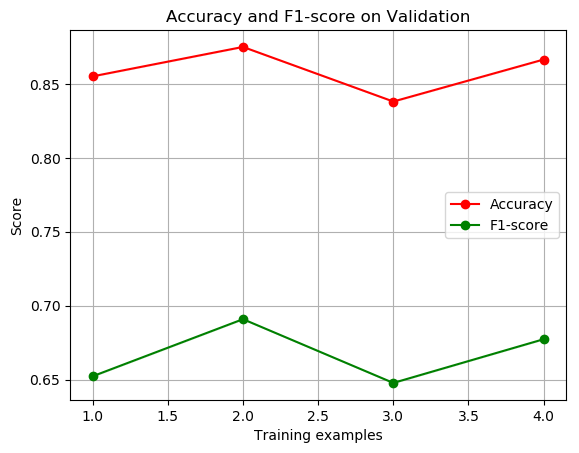 Accuracy and F1-score on Validation
Score
0.85
0.80
0.75
0.70
0.65
Accuracy
F1-score
1.0 1.5 2.0 2.5 3.0 3.5 4.0
Training examples